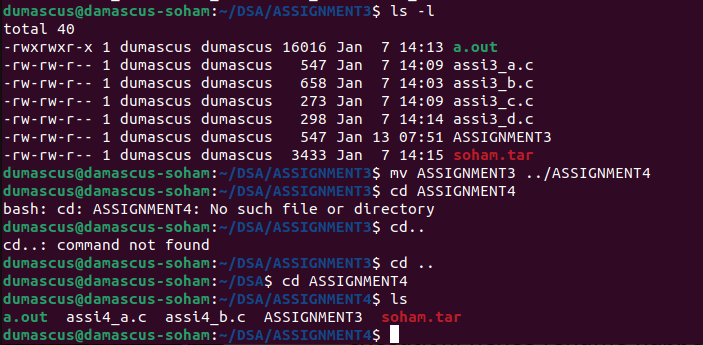 dumascus@damascus-soham:~/DSA/ASSIGNMENT3$ ls -l
total 40
-rwxrwxr-x 1 dumascus dumascus 16016 Jan  7 14:13 a.out
-rw-rw-r-- 1 dumascus dumascus   547 Jan  7 14:09 assi3_a.c
-rw-rw-r-- 1 dumascus dumascus   658 Jan  7 14:03 assi3_b.c
-rw-rw-r-- 1 dumascus dumascus   273 Jan  7 14:09 assi3_c.c
-rw-rw-r-- 1 dumascus dumascus   298 Jan  7 14:14 assi3_d.c
-rw-rw-r-- 1 dumascus dumascus   547 Jan 13 07:51 ASSIGNMENT3
-rw-rw-r-- 1 dumascus dumascus  3433 Jan  7 14:15 soham.tar
dumascus@damascus-soham:~/DSA/ASSIGNMENT3$ mv ASSIGNMENT3 ../ASSIGNMENT4
dumascus@damascus-soham:~/DSA/ASSIGNMENT3$ cd ASSIGNMENT4
bash: cd: ASSIGNMENT4: No such file or directory
dumascus@damascus-soham:~/DSA/ASSIGNMENT3$ cd..
cd..: command not found
dumascus@damascus-soham:~/DSA/ASSIGNMENT3$ cd ..
dumascus@damascus-soham:~/DSA$ cd ASSIGNMENT4
dumascus@damascus-soham:~/DSA/ASSIGNMENT4$ ls
a.out  assi4_a.c  assi4_b.c  ASSIGNMENT3  soham.tar
dumascus@damascus-soham:~/DSA/ASSIGNMENT4$